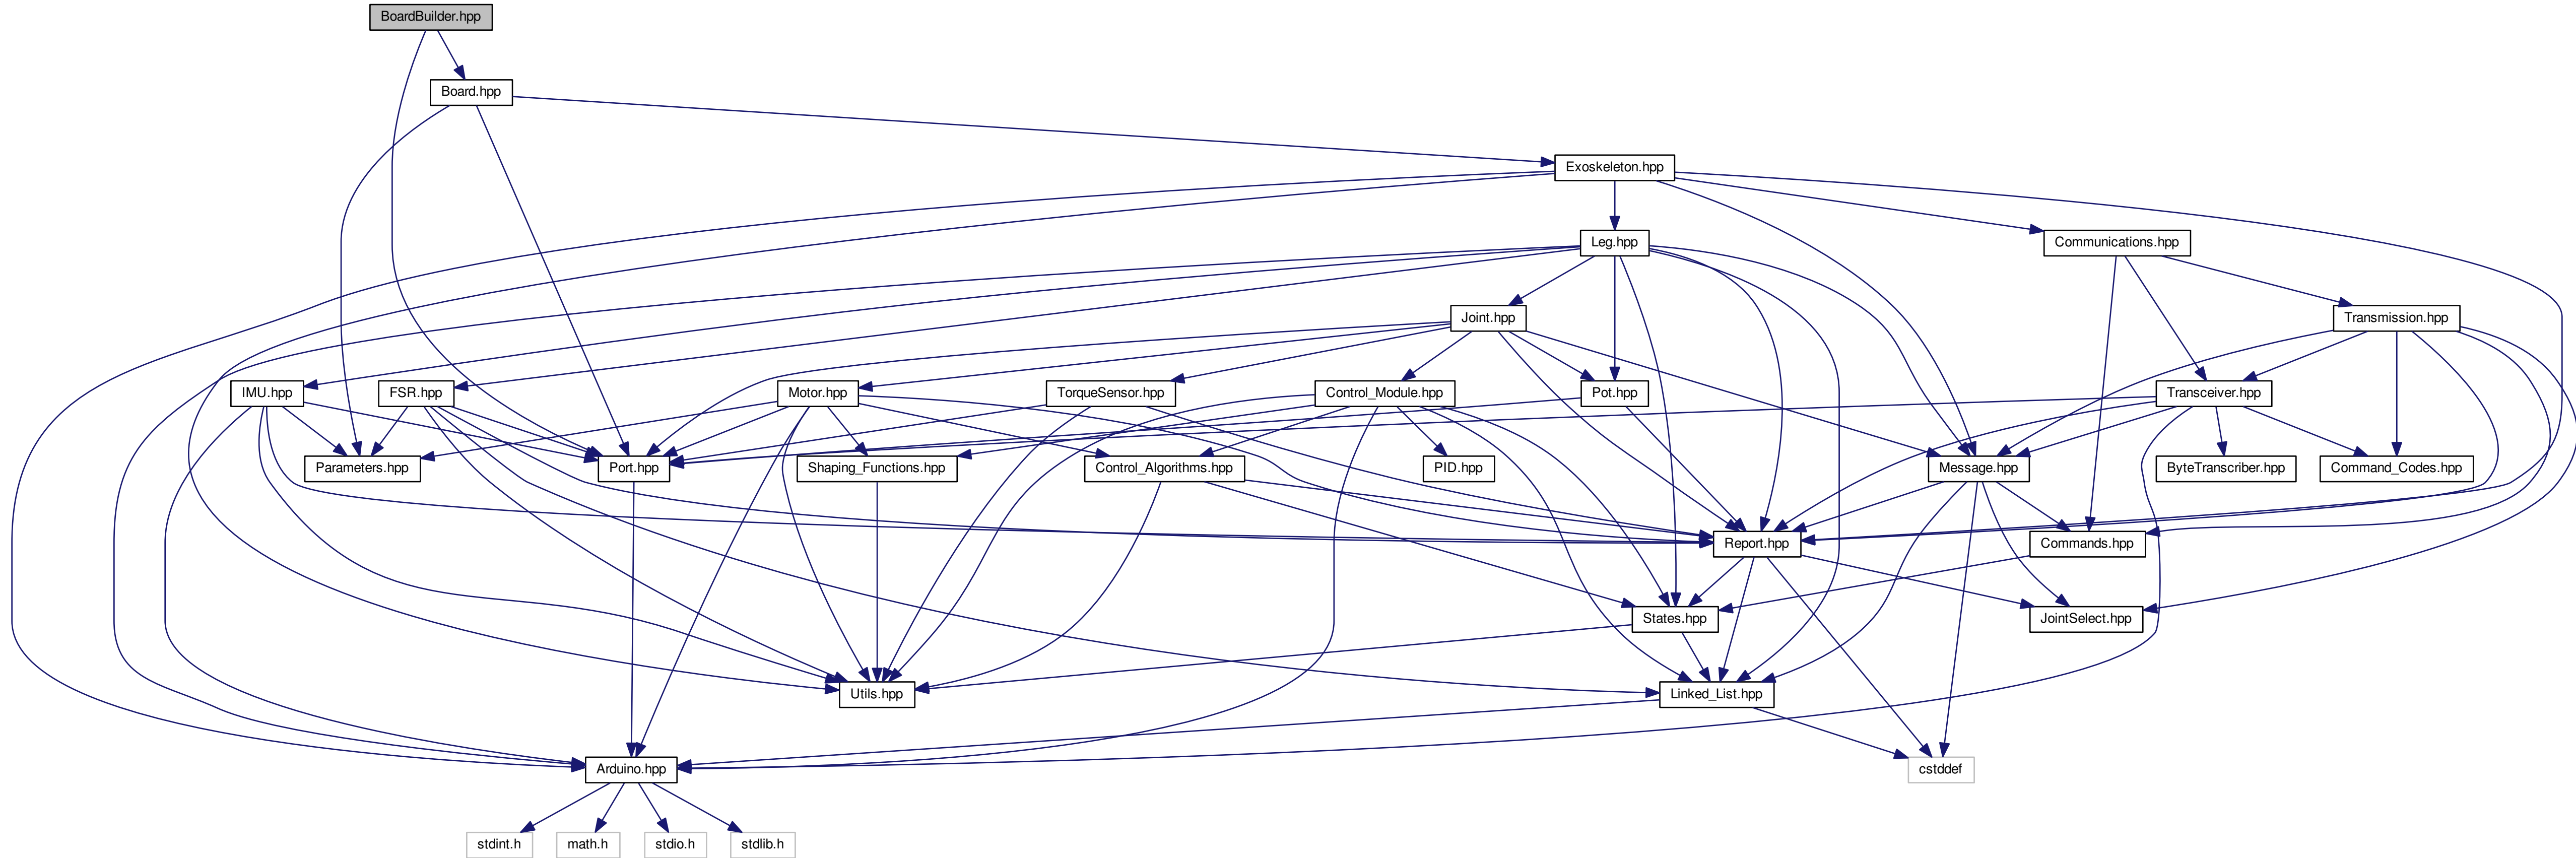 BoardBuilder.hpp
Board.hpp
Exoskeleton.hpp
Leg.hpp
Communications.hpp
Joint.hpp
Transmission.hpp
IMU.hpp
FSR.hpp
Motor.hpp
TorqueSensor.hpp
Control_Module.hpp
Pot.hpp
Transceiver.hpp
Parameters.hpp
Port.hpp
Shaping_Functions.hpp
Control_Algorithms.hpp
PID.hpp
Message.hpp
ByteTranscriber.hpp
Command_Codes.hpp
Report.hpp
Commands.hpp
States.hpp
JointSelect.hpp
Utils.hpp
Linked_List.hpp
Arduino.hpp
cstddef
stdint.h
math.h
stdio.h
stdlib.h